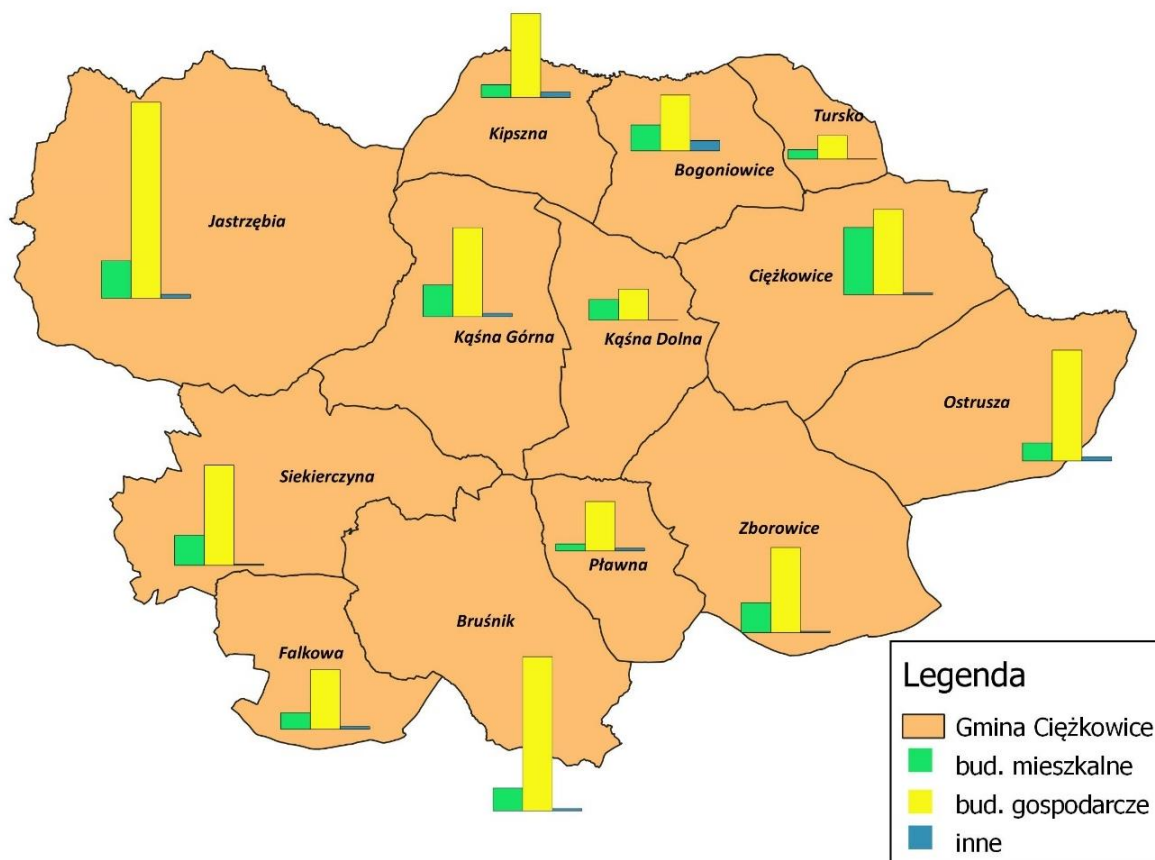 Tursko
Kipszna
Bogoniowice
Jastrzębia
Ciężkowice
Kąśna Górna
Kąśna Dolna
Ostrusza
Siekierczyna
Zborowice
Pławna
Bruśnik
Falkowa
Legenda
Gmina Ciężkowice
bud. mieszkalne
bud. gospodarcze
inne